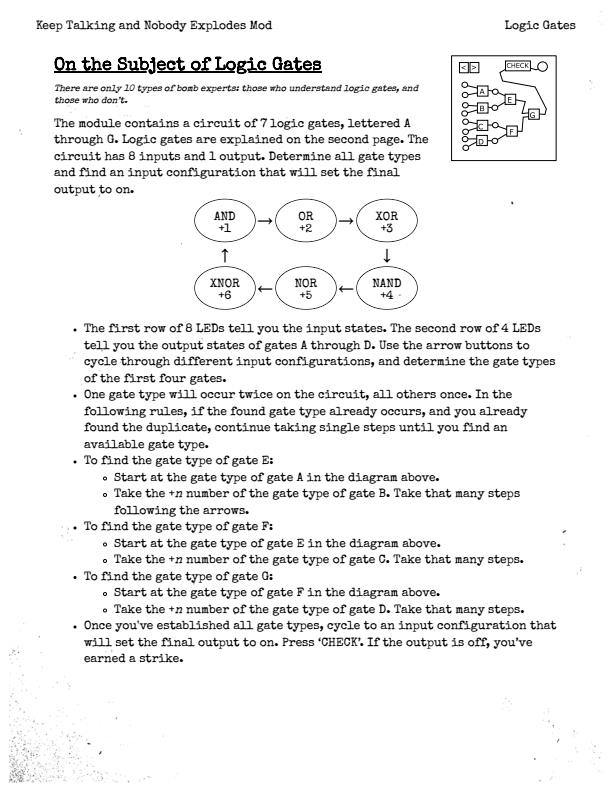 Keep Talking and Nobody Explodes Mod Logic Gates
On the Subject of Logic Gates
There are only 10 types of bomb experts: those who understand logic gates, and
those who don't.
< > CHECK
A
B
C
D
E
F
G
The module contains a circuit of 7 logic gates, lettered A
through G. Logic gates are explained on the second page. The
circuit has 8 inputs and 1 output. Determine all gate types
and find an input configuration that will set the final
output to on.
AND → OR → XOR
+1 +2 +3
↑ ↓
XNOR ← NOR ← NAND
+6 +5 +4
• The first row of 8 LEDs tell you the input states. The second row of 4 LEDs
tell you the output states of gates A through D. Use the arrow buttons to
cycle through different input configurations, and determine the gate types
of the first four gates.
• One gate type will occur twice on the circuit, all others once. In the
following rules, if the found gate type already occurs, and you already
found the duplicate, continue taking single steps until you find an
available gate type.
• To find the gate type of gate E:
∘ Start at the gate type of gate A in the diagram above.
∘ Take the +n number of the gate type of gate B. Take that many steps
following the arrows.
• To find the gate type of gate F:
∘ Start at the gate type of gate E in the diagram above.
∘ Take the +n number of the gate type of gate C. Take that many steps.
• To find the gate type of gate G:
∘ Start at the gate type of gate F in the diagram above.
∘ Take the +n number of the gate type of gate D. Take that many steps.
• Once you've established all gate types, cycle to an input configuration that
will set the final output to on. Press ‘CHECK’. If the output is off, you’ve
earned a strike.